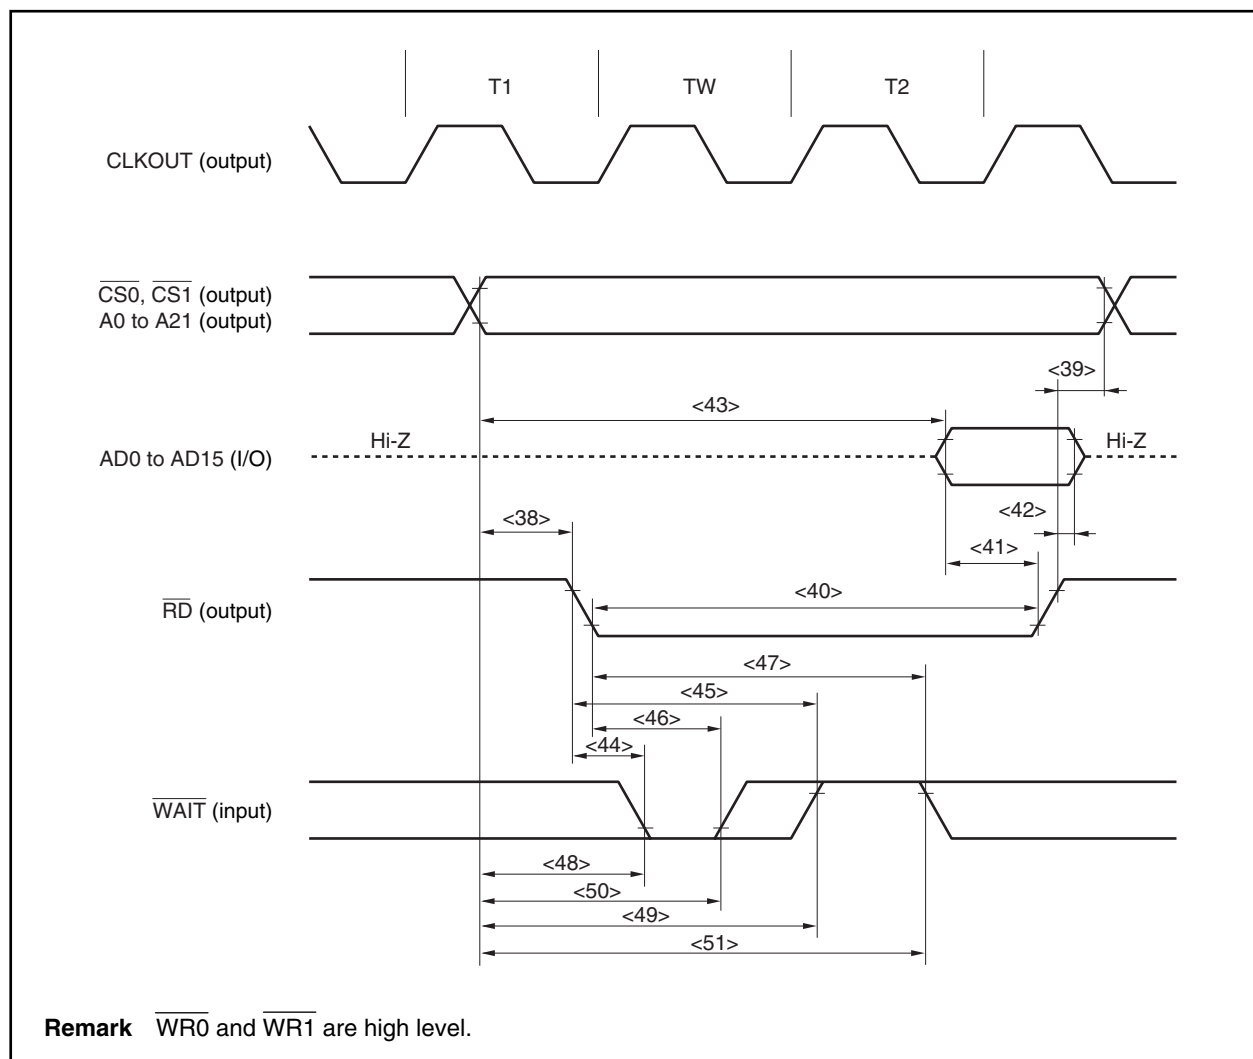 T1 TW T2
CLKOUT (output)
CS0, CS1 (output)
A0 to A21 (output)
<39>
<43>
Hi-Z Hi-Z
AD0 to AD15 (I/O)
<42>
<38>
<41>
<40>
RD (output)
<47>
<45>
<46>
<44>
WAIT (input)
<48>
<50>
<49>
<51>
Remark WR0 and WR1 are high level.